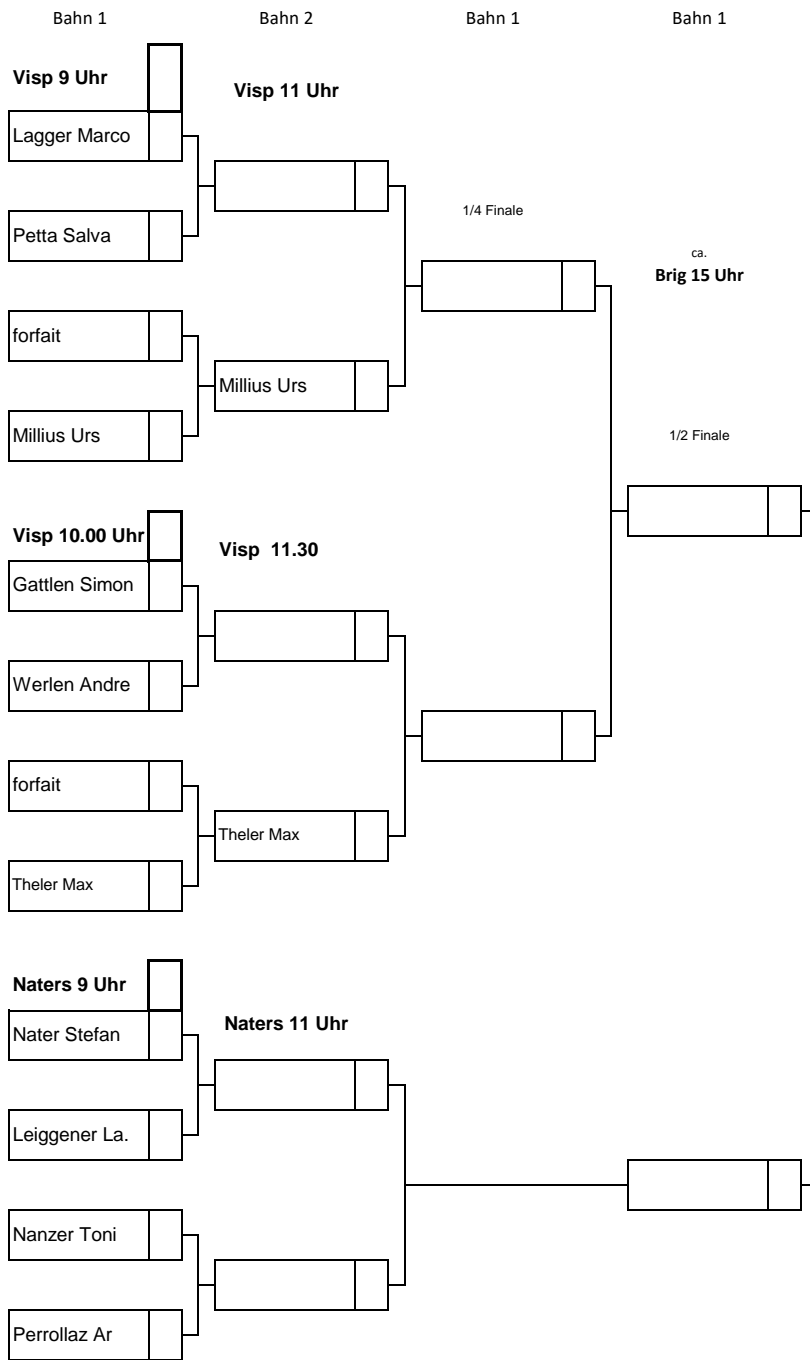 Bahn 1 Bahn 2 Bahn 1 Bahn 1
Visp 9 Uhr
Visp 11 Uhr
Lagger Marco
1/4 Finale
Petta Salva
ca.
Brig 15 Uhr
forfait
Millius Urs
Millius Urs
1/2 Finale
Visp 10.00 Uhr
Visp 11.30
Gattlen Simon
Werlen Andre
forfait
Theler Max
Theler Max
Naters 9 Uhr
Naters 11 Uhr
Nater Stefan
Leiggener La.
Nanzer Toni
Perrollaz Ar